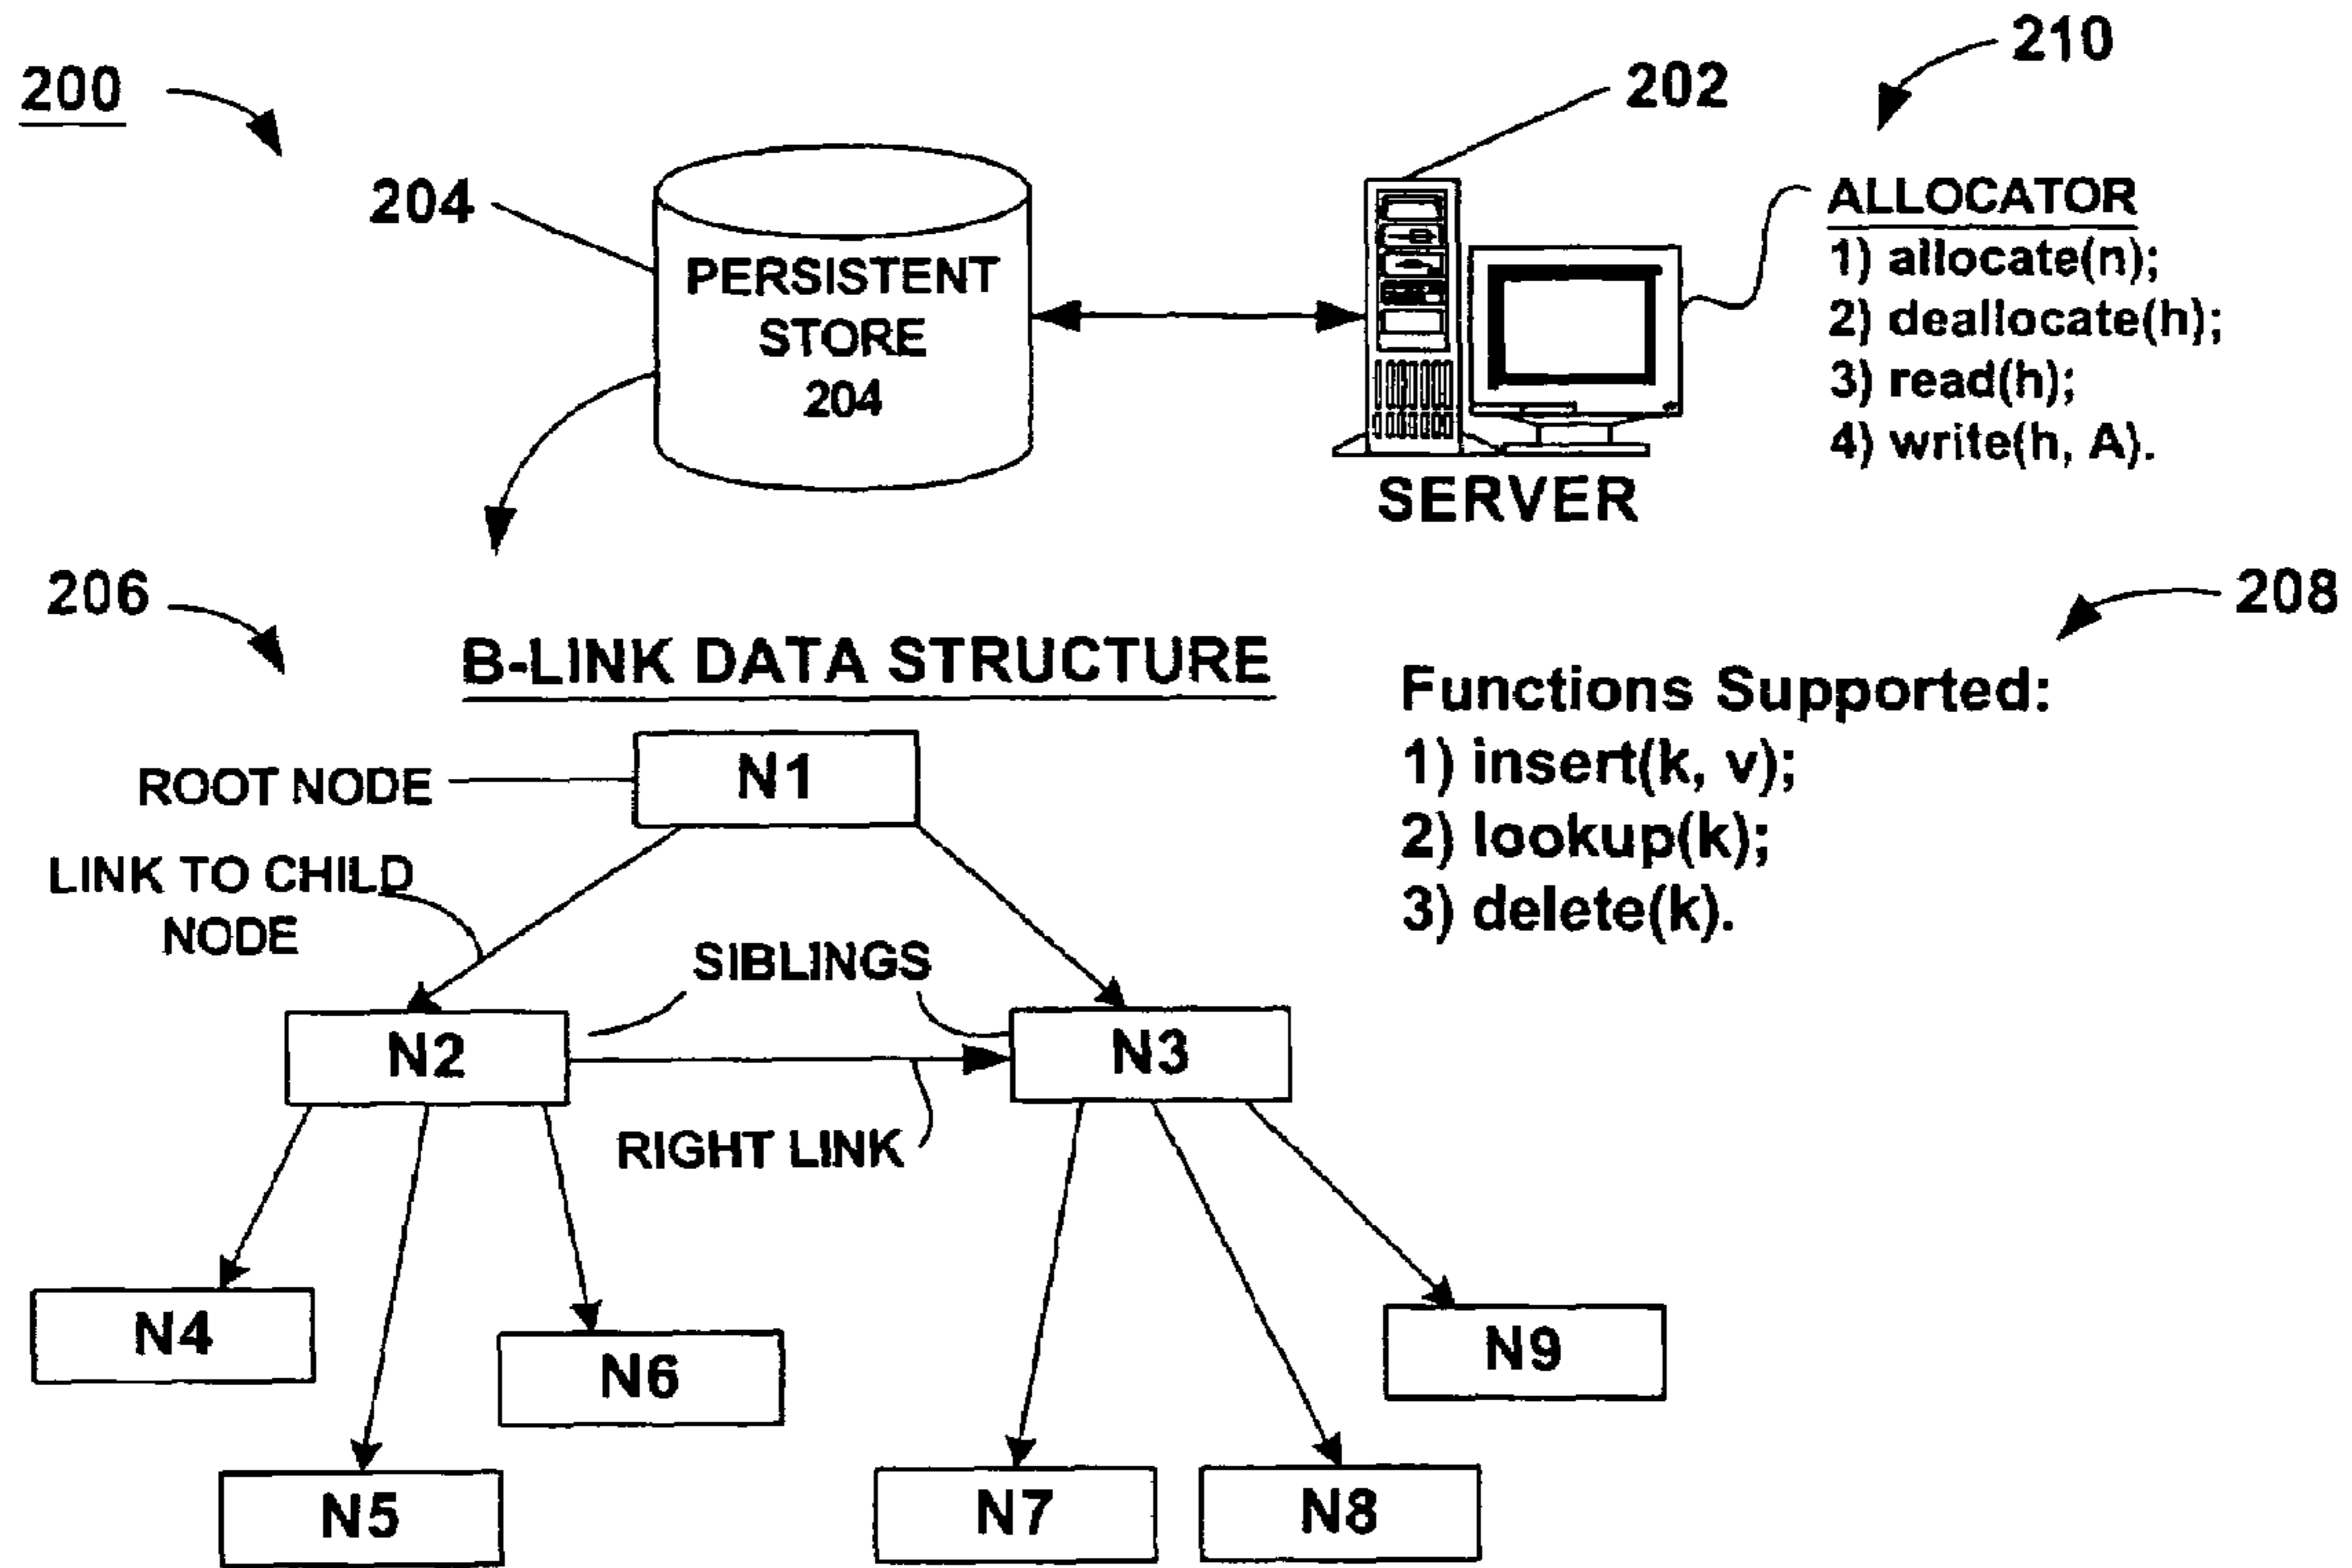 200
210
202
204
PERSISTENT
STORE
204
ALLOCATOR
1) allocate(n);
2) deallocate(h);
3) read(h);
4) write(h, A).
SERVER
206
208
B-LINK DATA STRUCTURE
Functions Supported:
1) insert(k, v);
2) lookup(k);
3) delete(k).
ROOT NODE
N1
LINK TO CHILD
NODE
SIBLINGS
N2
N3
RIGHT LINK
N4
N6
N9
N5
N7
N8